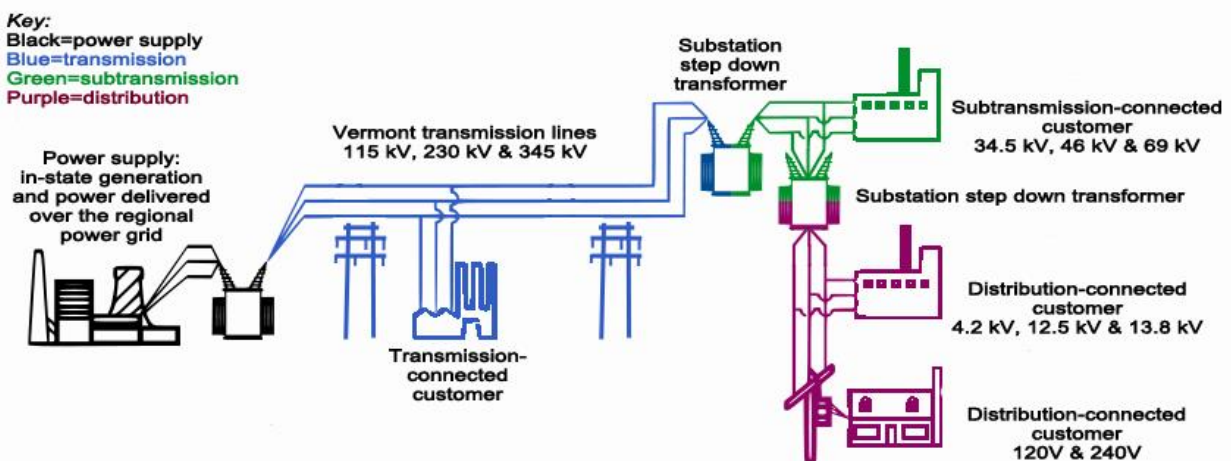 Key:
Black=power supply
Blue=transmission
Green=subtransmission
Purple=distribution
Power supply:
in-state generation
and power delivered
over the regional
power grid
Vermont transmission lines
115 kV, 230 kV & 345 kV
Transmission-
connected
customer
Substation
step down
transformer
Subtransmission-connected
customer
34.5 kV, 46 kV & 69 kV
Substation step down transformer
Distribution-connected
customer
4.2 kV, 12.5 kV & 13.8 kV
Distribution-connected
customer
120V & 240V